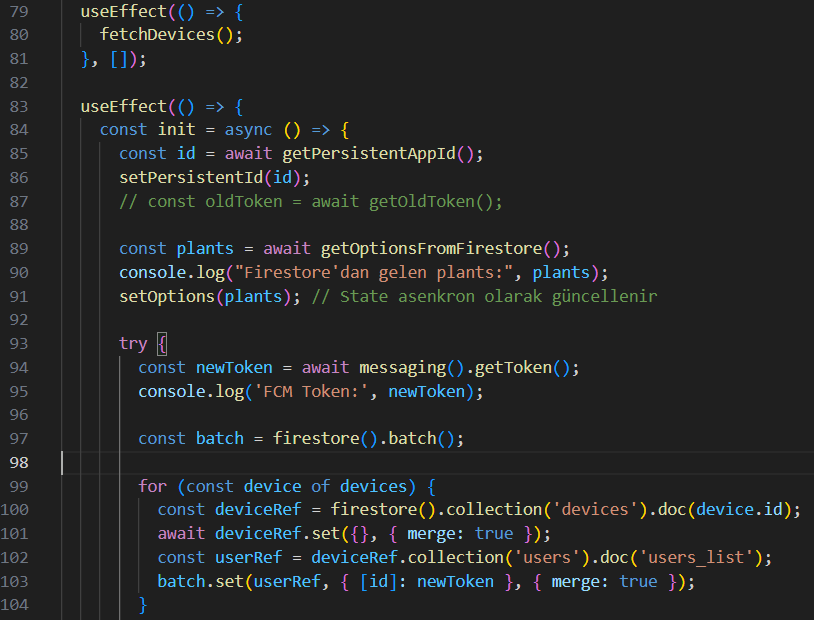 79 useEffect(() => {
80 fetchDevices();
81 }, []);
82
83 useEffect(() => {
84 const init = async () => {
85 const id = await getPersistentAppId();
86 setPersistentId(id);
87 // const oldToken = await getOldToken();
88
89 const plants = await getOptionsFromFirestore();
90 console.log("Firestore'dan gelen plants:", plants);
91 setOptions(plants); // State asenkron olarak güncellenir
92
93 try {
94 const newToken = await messaging().getToken();
95 console.log('FCM Token:', newToken);
96
97 const batch = firestore().batch();
98
99 for (const device of devices) {
100 const deviceRef = firestore().collection('devices').doc(device.id);
101 await deviceRef.set({}, { merge: true });
102 const userRef = deviceRef.collection('users').doc('users_list');
103 batch.set(userRef, { [id]: newToken }, { merge: true });
104 }